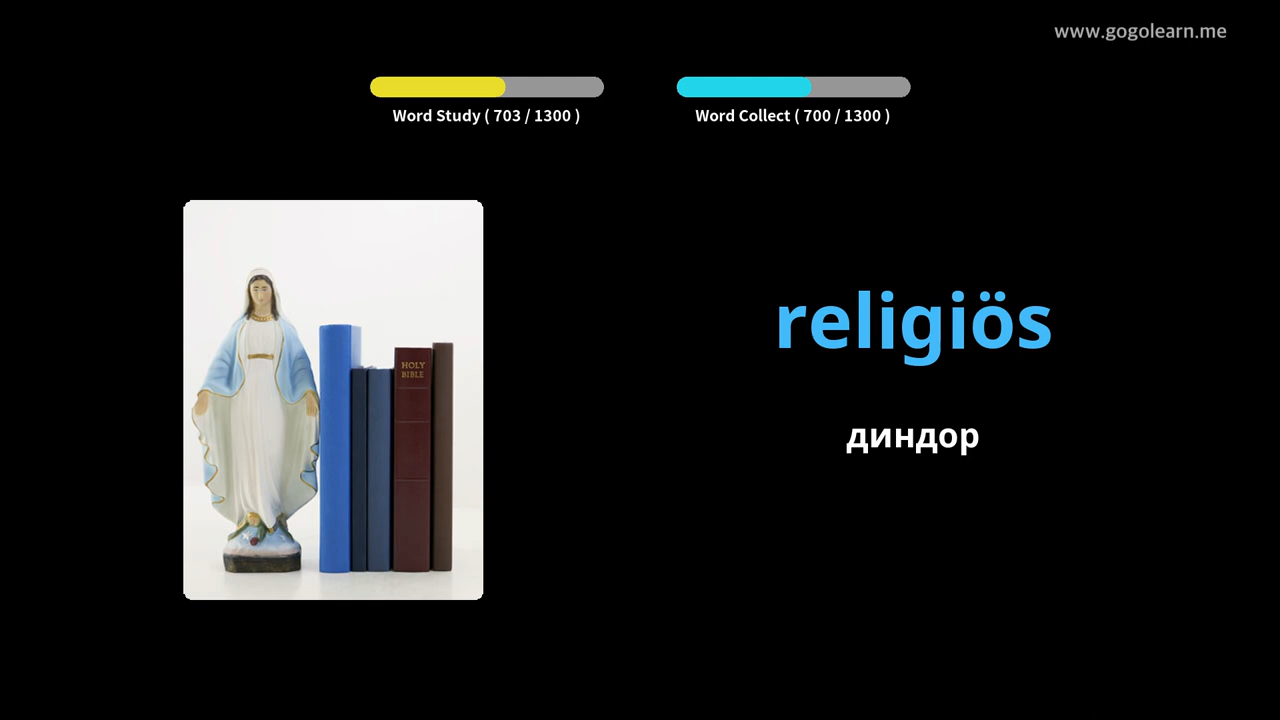 www.gogolearn.me
Word Study ( 703 / 1300 )
Word Collect ( 700 / 1300 )
HOLY
BIBLE
religiös
диндор